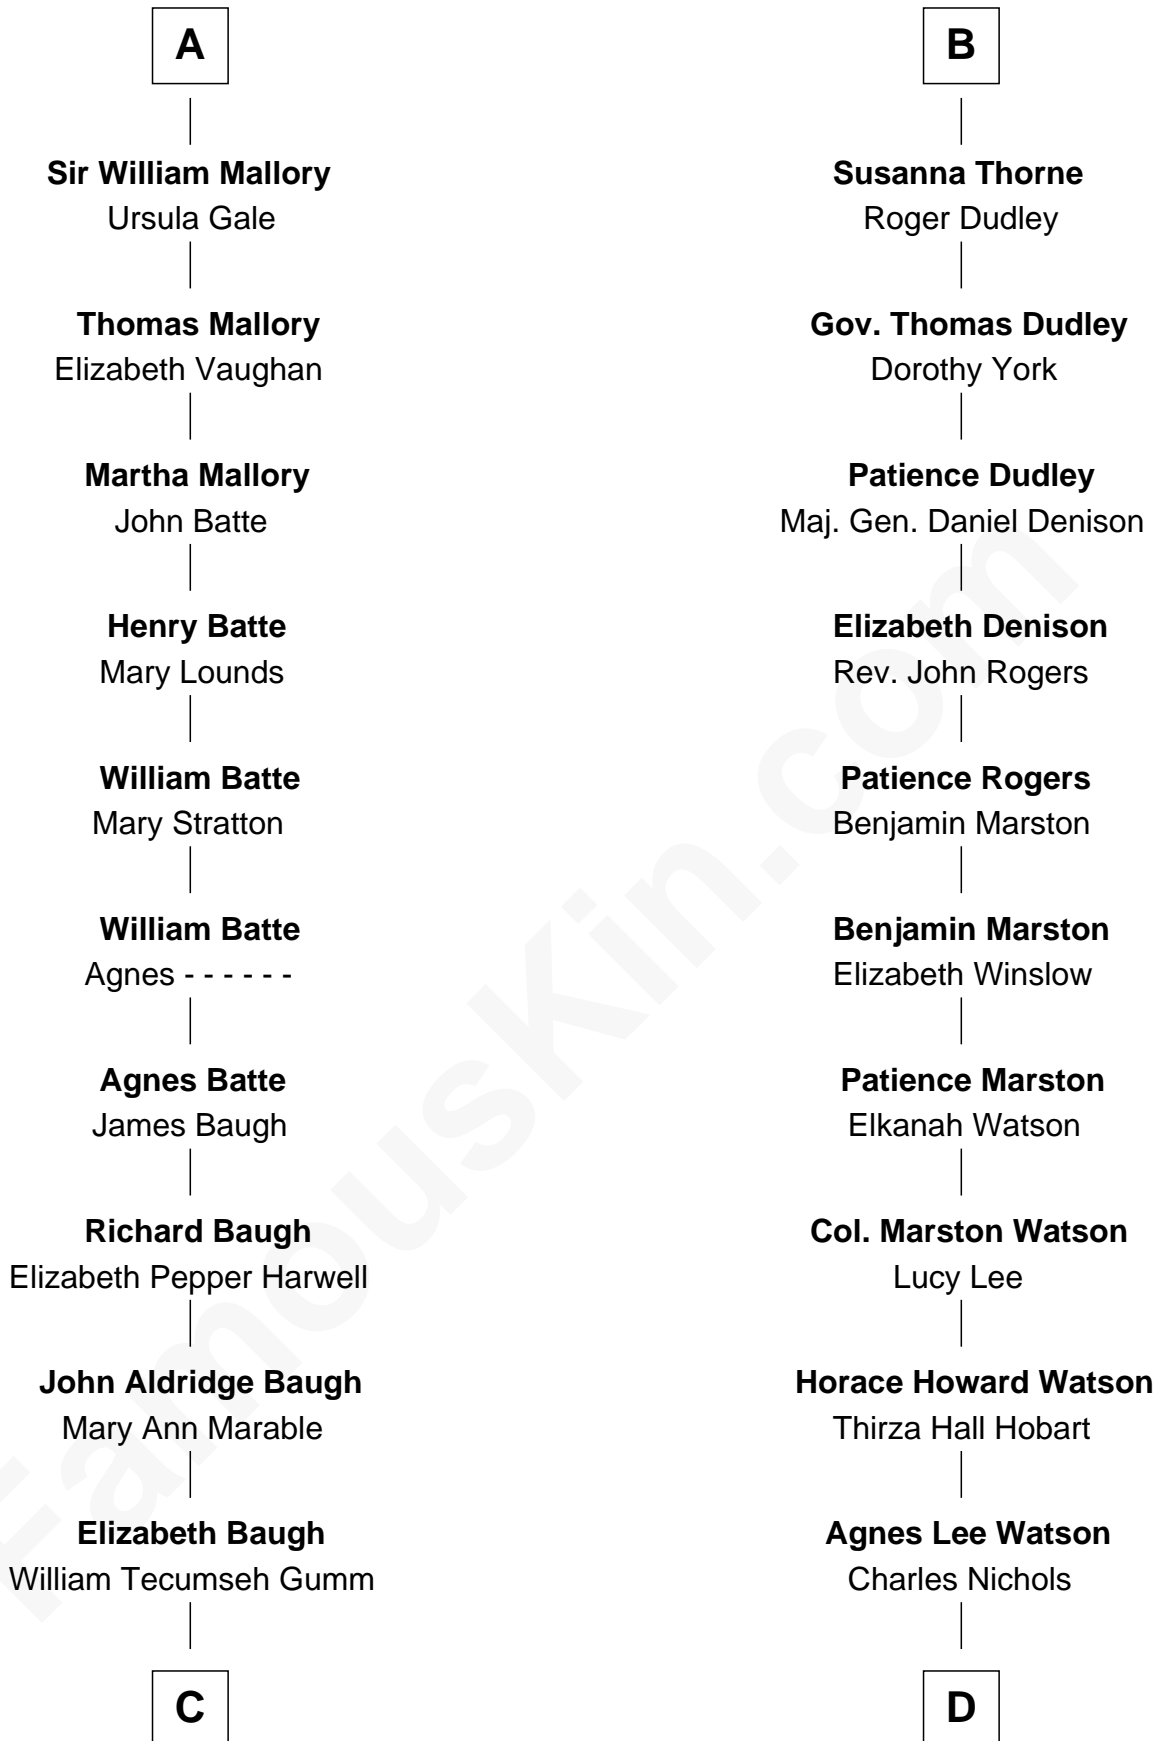 A
Sir William Mallory
Ursula Gale
Thomas Mallory
Elizabeth Vaughan
Martha Mallory
John Batte
Henry Batte
Mary Lounds
William Batte
Mary Stratton
William Batte
Agnes - - - - - -
Agnes Batte
James Baugh
Richard Baugh
Elizabeth Pepper Harwell
John Aldridge Baugh
Mary Ann Marable
Elizabeth Baugh
William Tecumseh Gumm
C
B
Susanna Thorne
Roger Dudley
Gov. Thomas Dudley
Dorothy York
Patience Dudley
Maj. Gen. Daniel Denison
Elizabeth Denison
Rev. John Rogers
Patience Rogers
Benjamin Marston
Benjamin Marston
Elizabeth Winslow
Patience Marston
Elkanah Watson
Col. Marston Watson
Lucy Lee
Horace Howard Watson
Thirza Hall Hobart
Agnes Lee Watson
Charles Nichols
D
FamousKin.com